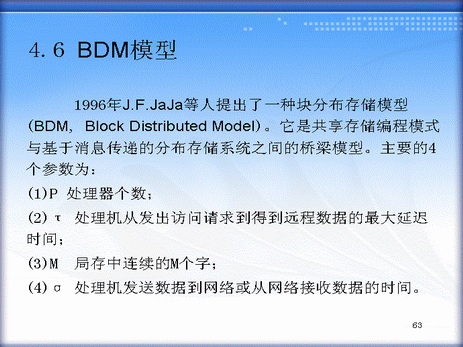 4.6 BDM模型
1996年J.F.JaJa等人提出了一种块分布存储模型
(BDM, Block Distributed Model)。它是共享存储编程模式
与基于消息传递的分布存储系统之间的桥梁模型。主要的4
个参数为：
(1)P 处理器个数；
(2)τ 处理机从发出访问请求到得到远程数据的最大延迟
时间；
(3)M 局存中连续的M个字；
(4)σ 处理机发送数据到网络或从网络接收数据的时间。
63